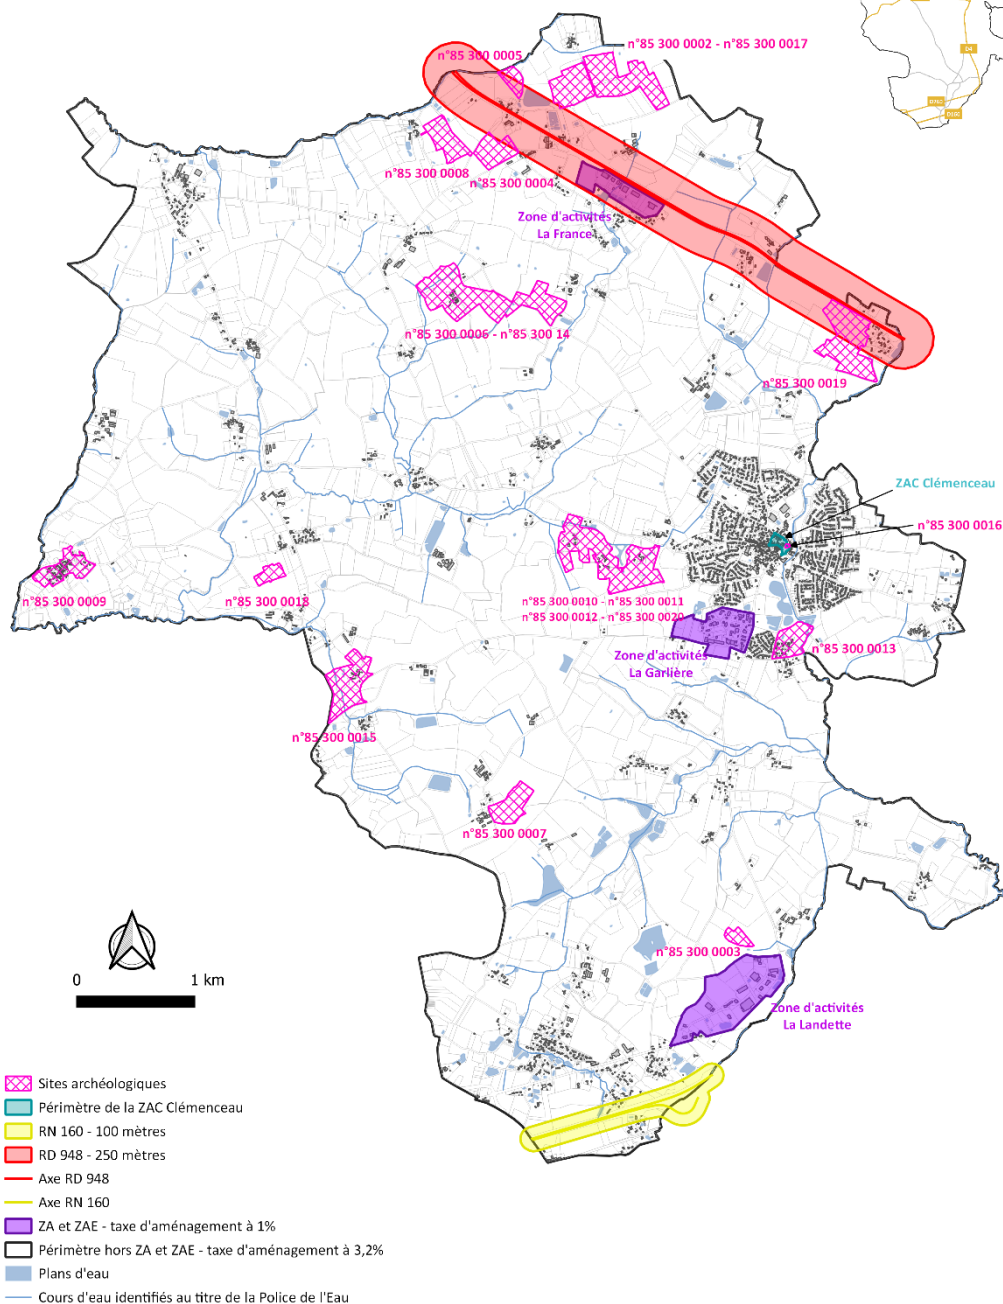 n°85 300 0002 - n°85 300 0017
n°85 300 0005
D4
n°85 300 0008
n°85 300 0004
Zone d'activités
La France
n°85 300 0006 - n°85 300 14
n°85 300 0019
ZAC Clémenceau
n°85 300 0016
n°85 300 0009
n°85 300 0018
n°85 300 0010 - n°85 300 0011
n°85 300 0012 - n°85 300 0020
n°85 300 0013
Zone d'activités
La Garlière
n°85 300 0015
n°85 300 0007
n°85 300 0003
Zone d'activités
La Landette
0 1 km
Sites archéologiques
Périmètre de la ZAC Clémenceau
RN 160 - 100 mètres
RD 948 - 250 mètres
Axe RD 948
Axe RN 160
ZA et ZAE - taxe d'aménagement à 1%
Périmètre hors ZA et ZAE - taxe d'aménagement à 3,2%
Plans d'eau
Cours d'eau identifiés au titre de la Police de l'Eau